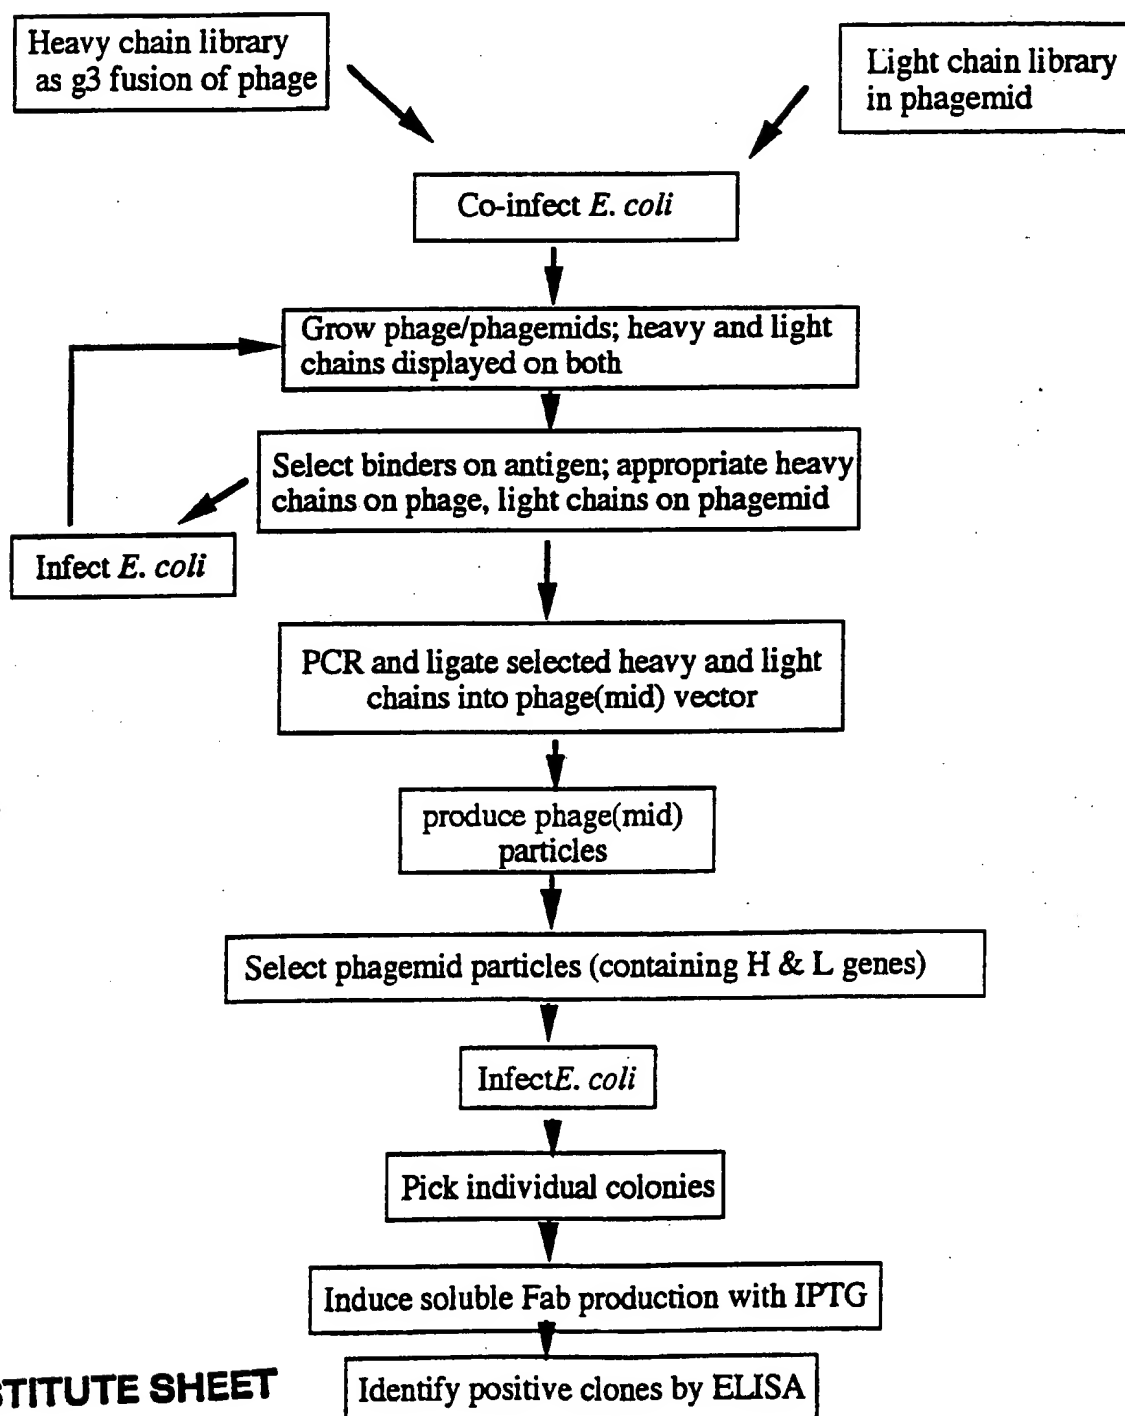 Heavy chain library
as g3 fusion of phage
Light chain library
in phagemid
Co-infect E. coli
Grow phage/phagemids; heavy and light
chains displayed on both
Select binders on antigen; appropriate heavy
chains on phage, light chains on phagemid
Infect E. coli
PCR and ligate selected heavy and light
chains into phage(mid) vector
produce phage(mid)
particles
Select phagemid particles (containing H & L genes)
InfectE. coli
Pick individual colonies
Induce soluble Fab production with IPTG
STITUTE SHEET
Identify positive clones by ELISA